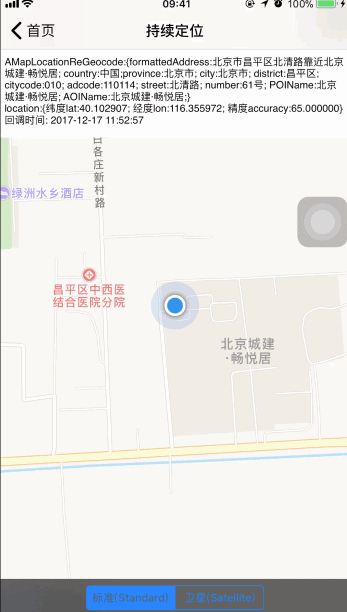 09:41
100%
首页
持续定位
AMapLocationReGeocode:{formattedAddress:北京市昌平区北清路靠近北京
城建·畅悦居; country:中国;province:北京市; city:北京市; district:昌平区;
citycode:010; adcode:110114; street:北清路; number:61号; POIName:北京
城建·畅悦居; AOIName:北京城建·畅悦居;}
location:{纬度lat:40.102907; 经度lon:116.355972; 精度accuracy:65.000000}
回调时间: 2017-12-17 11:52:57
各庄新村路
绿洲水乡酒店
昌平区中西医
结合医院分院
北京城建
·畅悦居
标准(Standard)
卫星(Satellite)